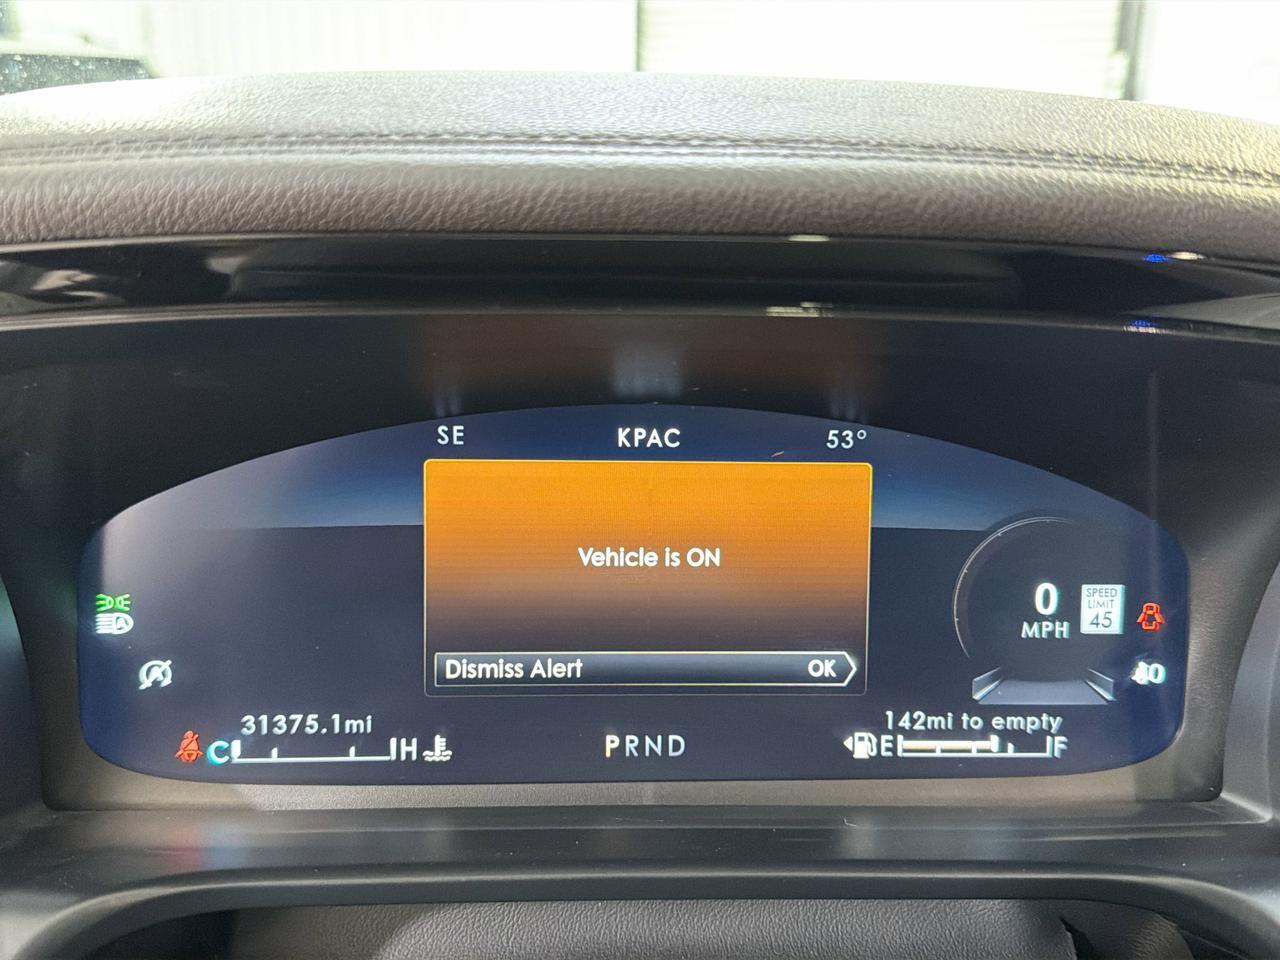 SE KPAC 53°
Vehicle is ON
Dismiss Alert OK
0
MPH
SPEED
LIMIT
45
31375.1mi
142mi to empty
C H
PRND
E F